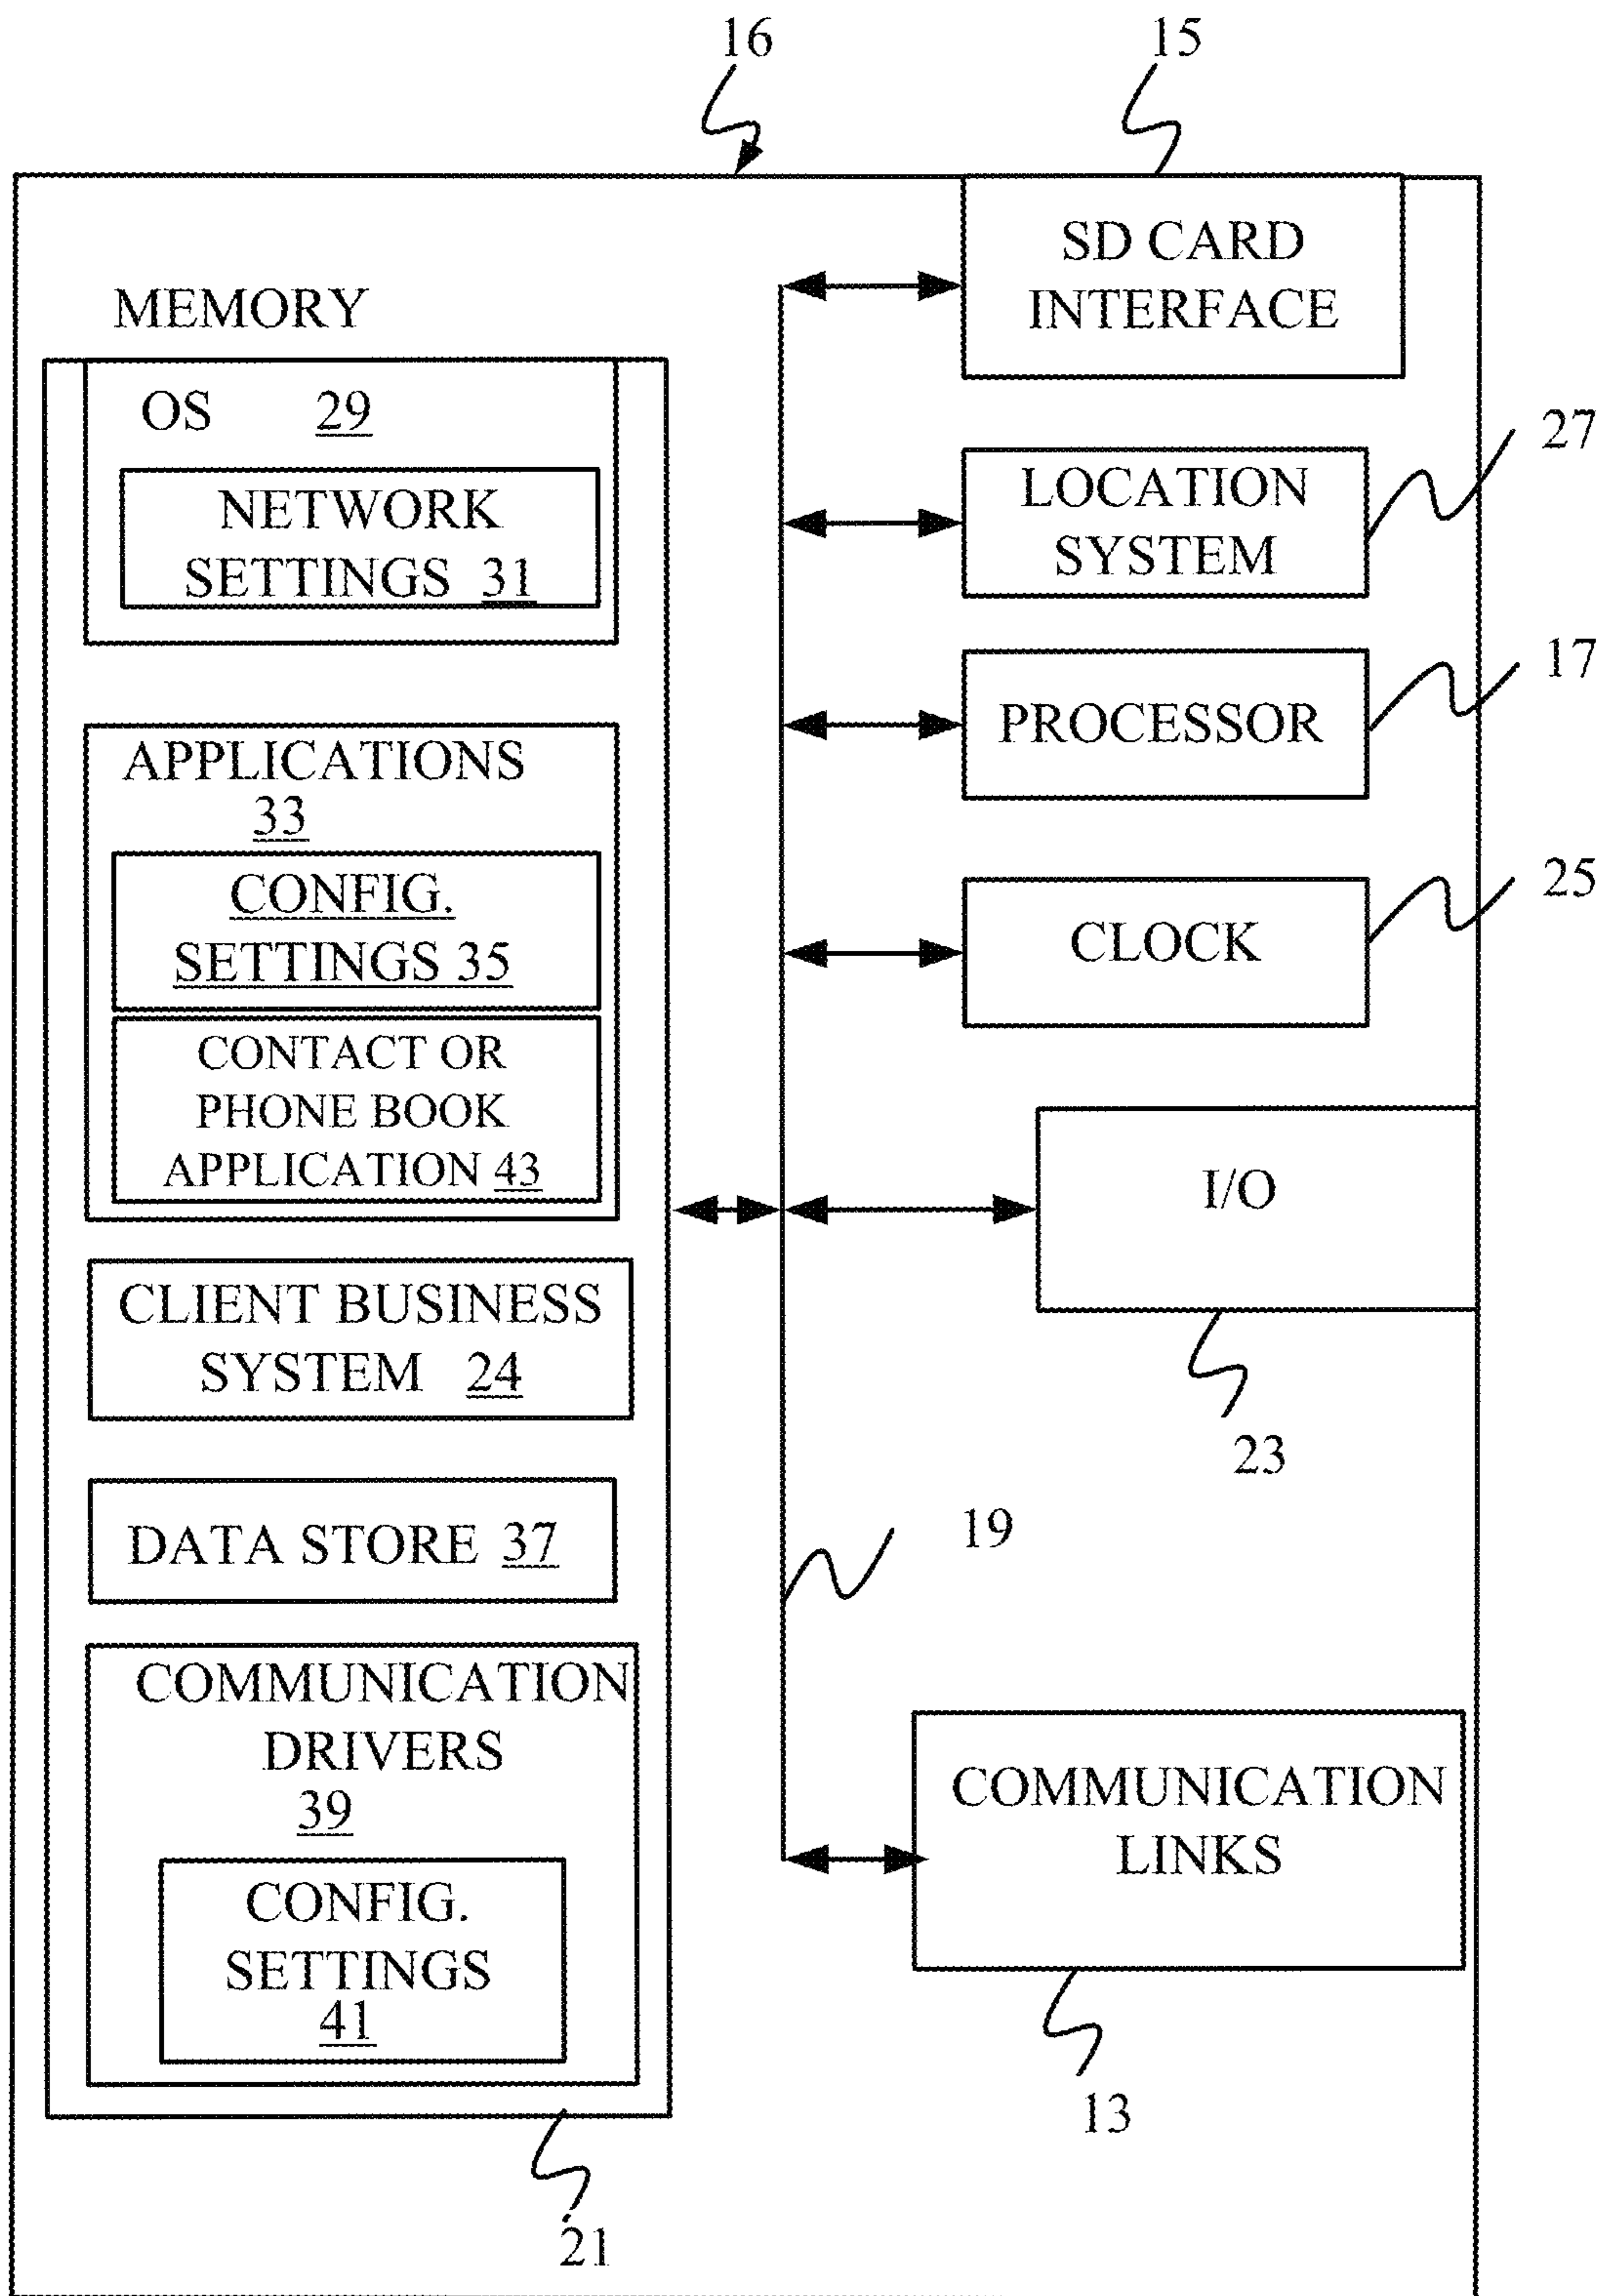 16
15
SD CARD
INTERFACE
MEMORY
OS 29
NETWORK
SETTINGS 31
27
LOCATION
SYSTEM
17
PROCESSOR
APPLICATIONS
33
CONFIG.
SETTINGS 35
25
CLOCK
CONTACT OR
PHONE BOOK
APPLICATION 43
I/O
23
CLIENT BUSINESS
SYSTEM 24
DATA STORE 37
19
COMMUNICATION
DRIVERS
39
CONFIG.
SETTINGS
41
COMMUNICATION
LINKS
13
21